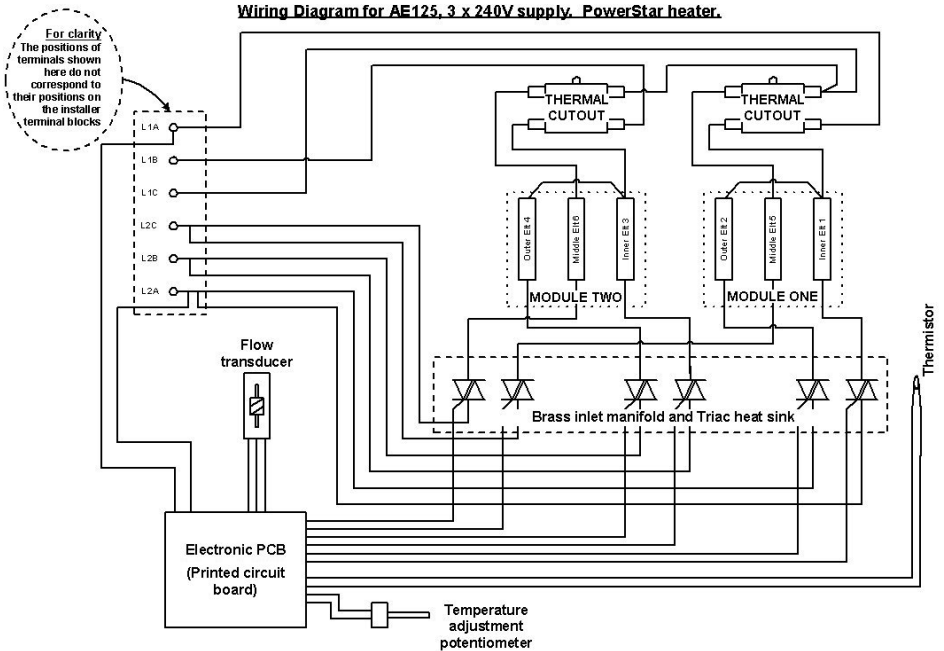 Wiring Diagram for AE125, 3 x 240V supply. PowerStar heater.
For clarity
The positions of
terminals shown
here do not
correspond to
their positions on
the installer
terminal blocks
L1A
L1B
L1C
L2C
L2B
L2A
THERMAL
CUTOUT
THERMAL
CUTOUT
Outer Elt 4
Middle Elt 6
Inner Elt 3
MODULE TWO
Outer Elt 2
Middle Elt 5
Inner Elt 1
MODULE ONE
Thermistor
Flow
transducer
Brass inlet manifold and Triac heat sink
Electronic PCB
(Printed circuit
board)
Temperature
adjustment
potentiometer